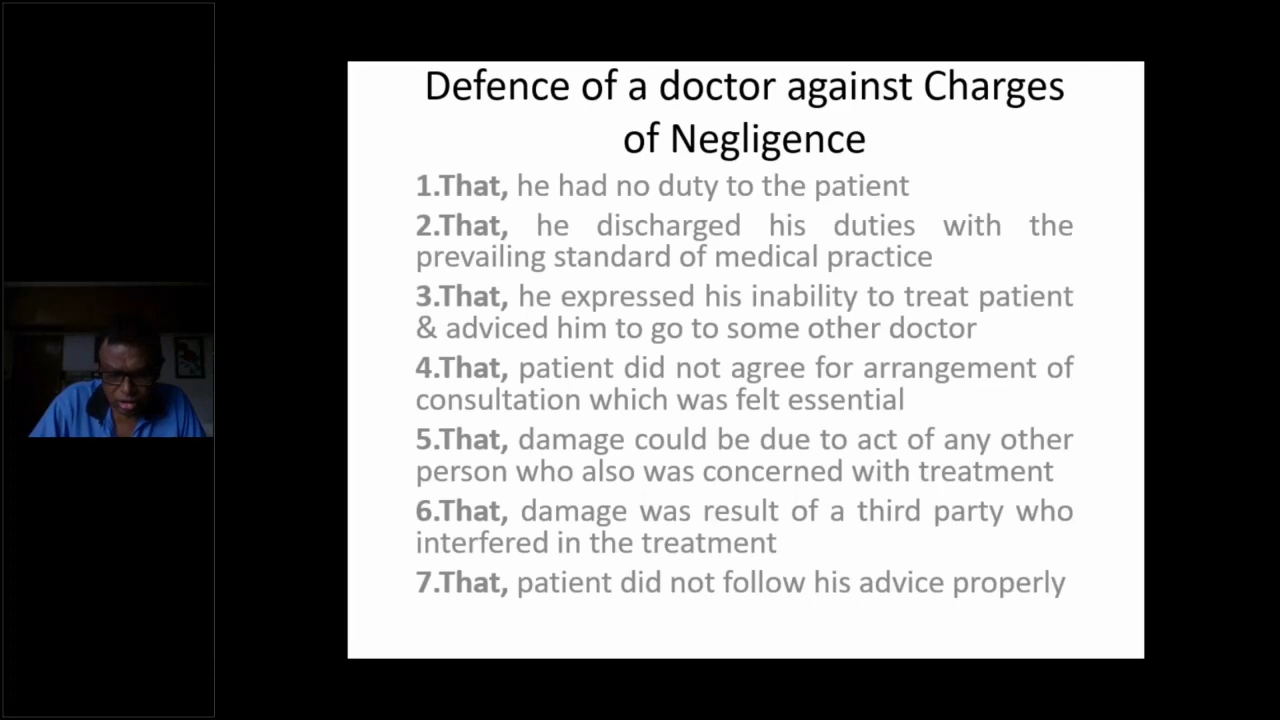 Defence of a doctor against Charges
of Negligence
1.That, he had no duty to the patient
2.That, he discharged his duties with the
prevailing standard of medical practice
3.That, he expressed his inability to treat patient
& adviced him to go to some other doctor
4.That, patient did not agree for arrangement of
consultation which was felt essential
5.That, damage could be due to act of any other
person who also was concerned with treatment
6.That, damage was result of a third party who
interfered in the treatment
7.That, patient did not follow his advice properly